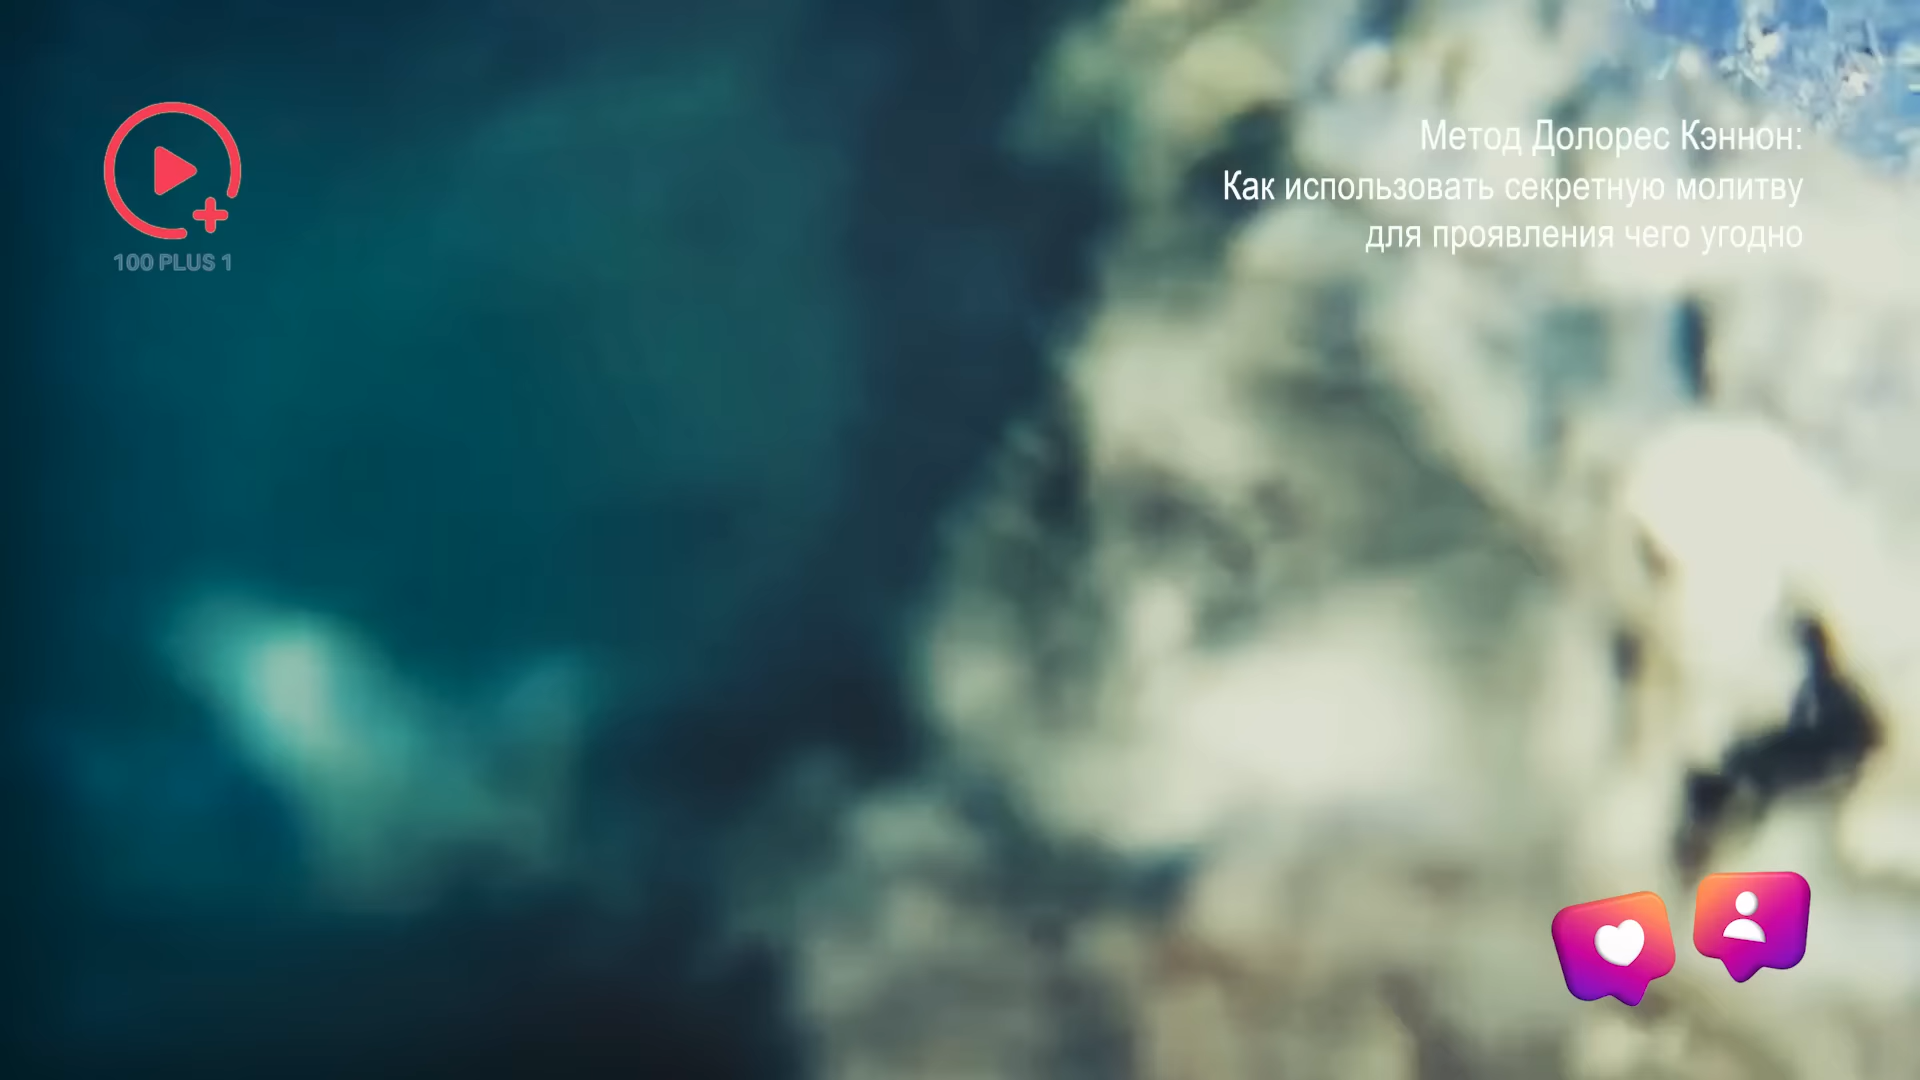 100 PLUS 1
Метод Долорес Кэннон:
Как использовать секретную молитву
для проявления чего угодно